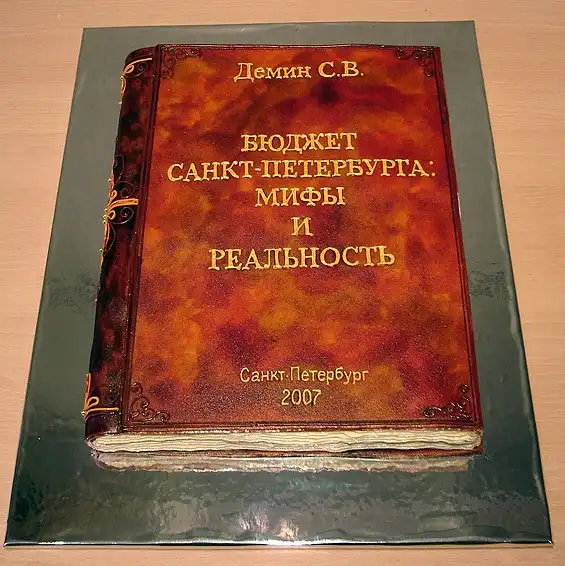 Демин С.В.
БЮДЖЕТ
САНКТ-ПЕТЕРБУРГА:
МИФЫ
И
РЕАЛЬНОСТЬ
Санкт-Петербург
2007